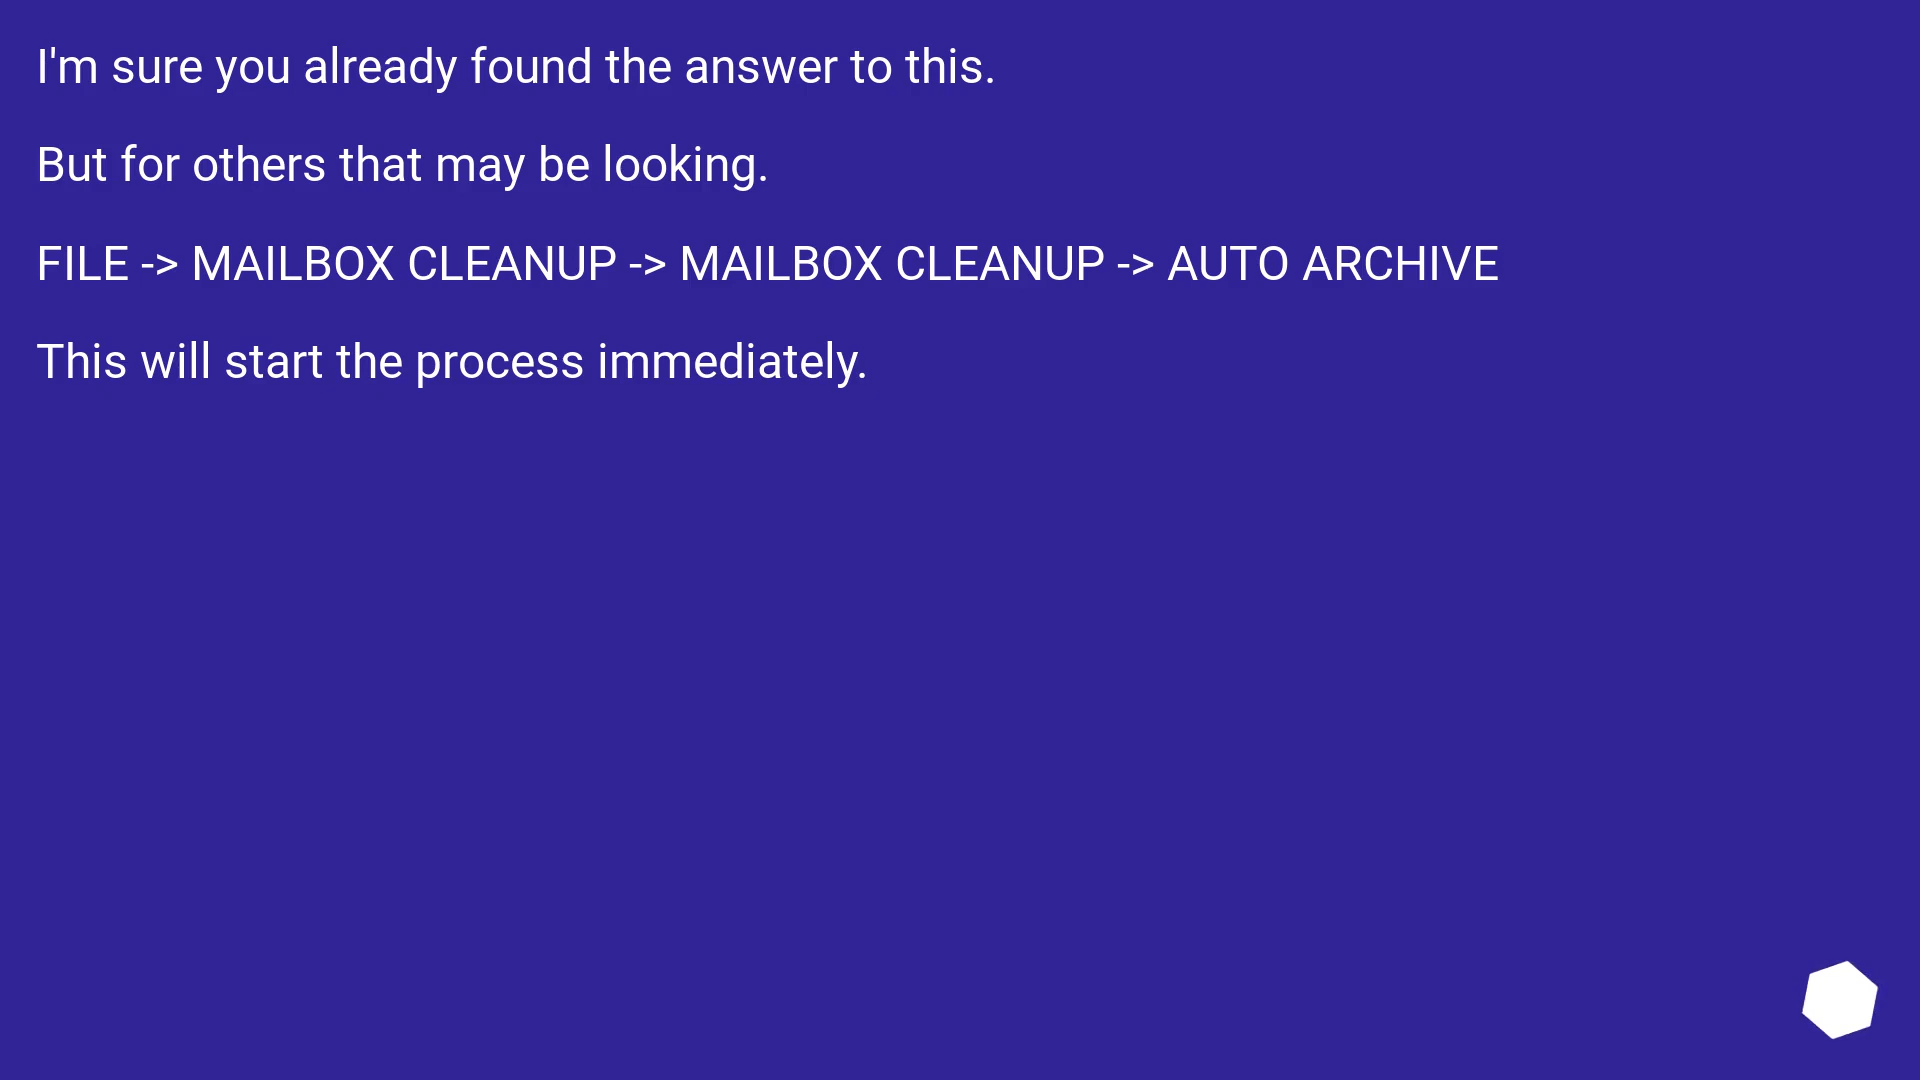 I'm sure you already found the answer to this.
But for others that may be looking.
FILE -> MAILBOX CLEANUP -> MAILBOX CLEANUP -> AUTO ARCHIVE
This will start the process immediately.